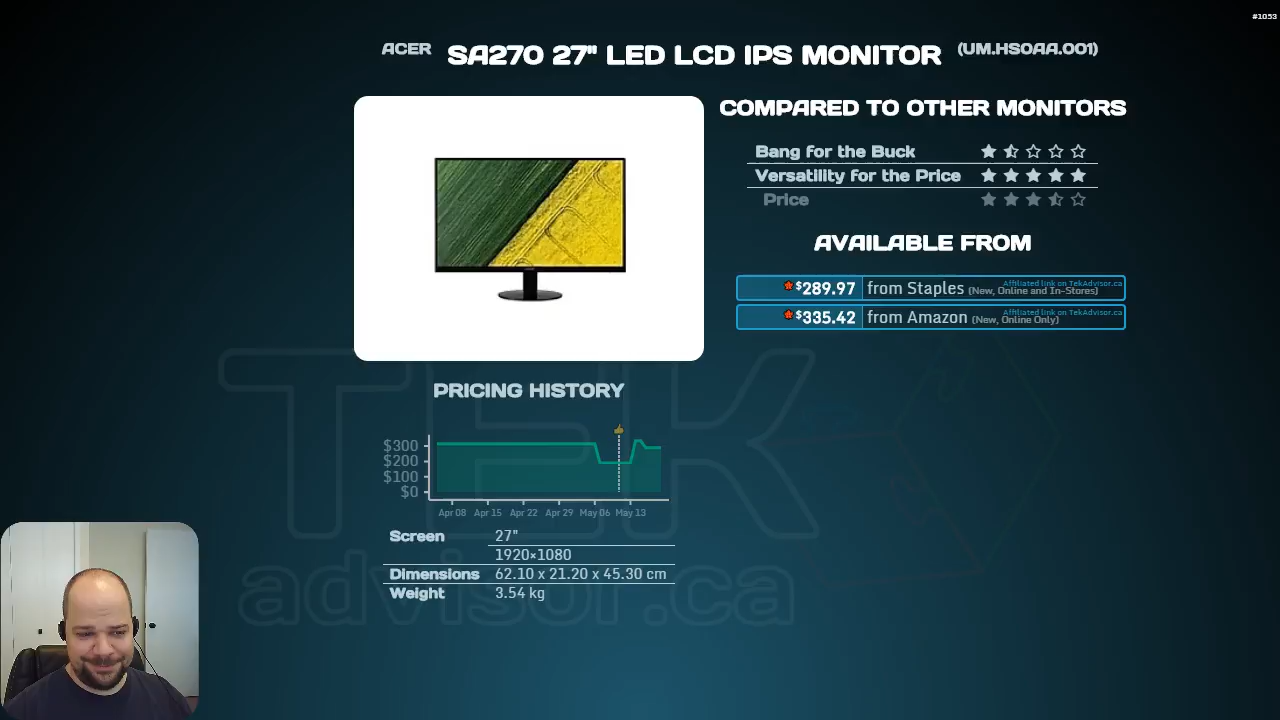 #1053
ACER SA270 27" LED LCD IPS MONITOR (UM.HS0AA.001)
COMPARED TO OTHER MONITORS
Bang for the Buck
Versatility for the Price
Price
AVAILABLE FROM
$289.97 from Staples (New, Online and In-Stores) Affiliated link on TekAdvisor.ca
$335.42 from Amazon (New, Online Only) Affiliated link on TekAdvisor.ca
PRICING HISTORY
$300
$200
$100
$0
Apr 08 Apr 15 Apr 22 Apr 29 May 06 May 13
Screen 27"
1920×1080
Dimensions 62.10 x 21.20 x 45.30 cm
Weight 3.54 kg
TEK
advisor.ca